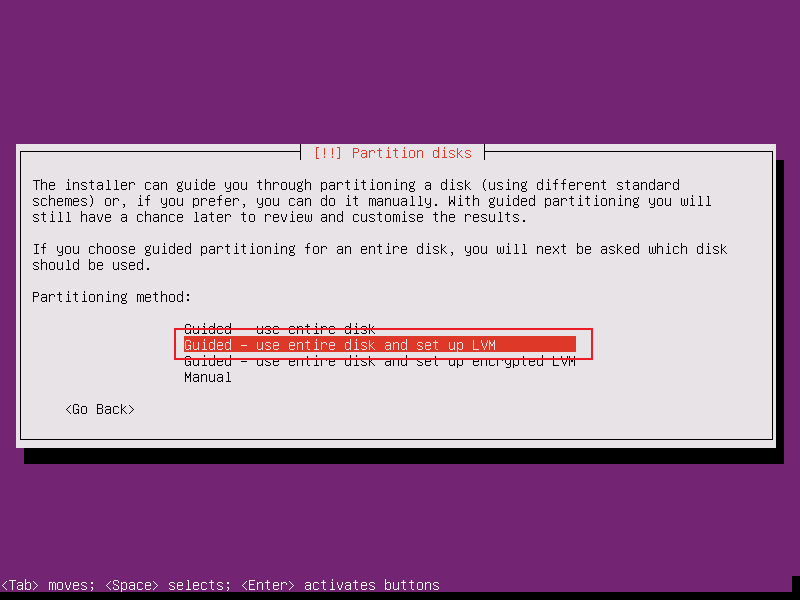 [!!] Partition disks
The installer can guide you through partitioning a disk (using different standard
schemes) or, if you prefer, you can do it manually. With guided partitioning you will
still have a chance later to review and customise the results.
If you choose guided partitioning for an entire disk, you will next be asked which disk
should be used.
Partitioning method:
Guided - use entire disk
Guided - use entire disk and set up LVM
Guided - use entire disk and set up encrypted LVM
Manual
<Go Back>
<Tab> moves; <Space> selects; <Enter> activates buttons